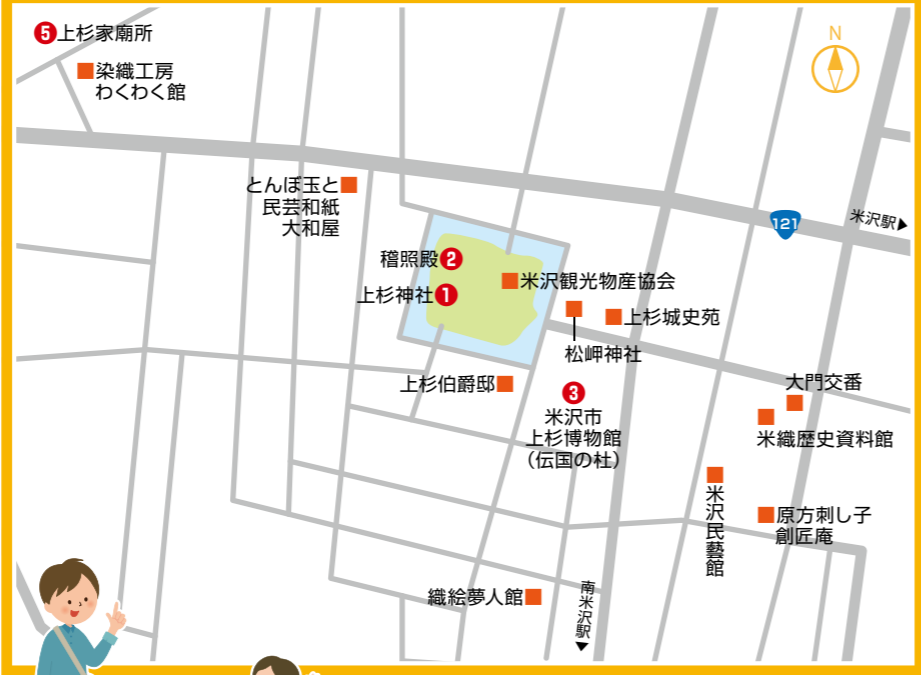 ❺上杉家廟所
染織工房
わくわく館
N
とんぼ玉と
民芸和紙
大和屋
121
米沢駅▶
稽照殿❷
上杉神社❶
米沢観光物産協会
上杉城史苑
松岬神社
上杉伯爵邸
❸
米沢市
上杉博物館
（伝国の杜）
大門交番
米織歴史資料館
米沢民藝館
原方刺し子
創匠庵
織絵夢人館
南米沢駅▼